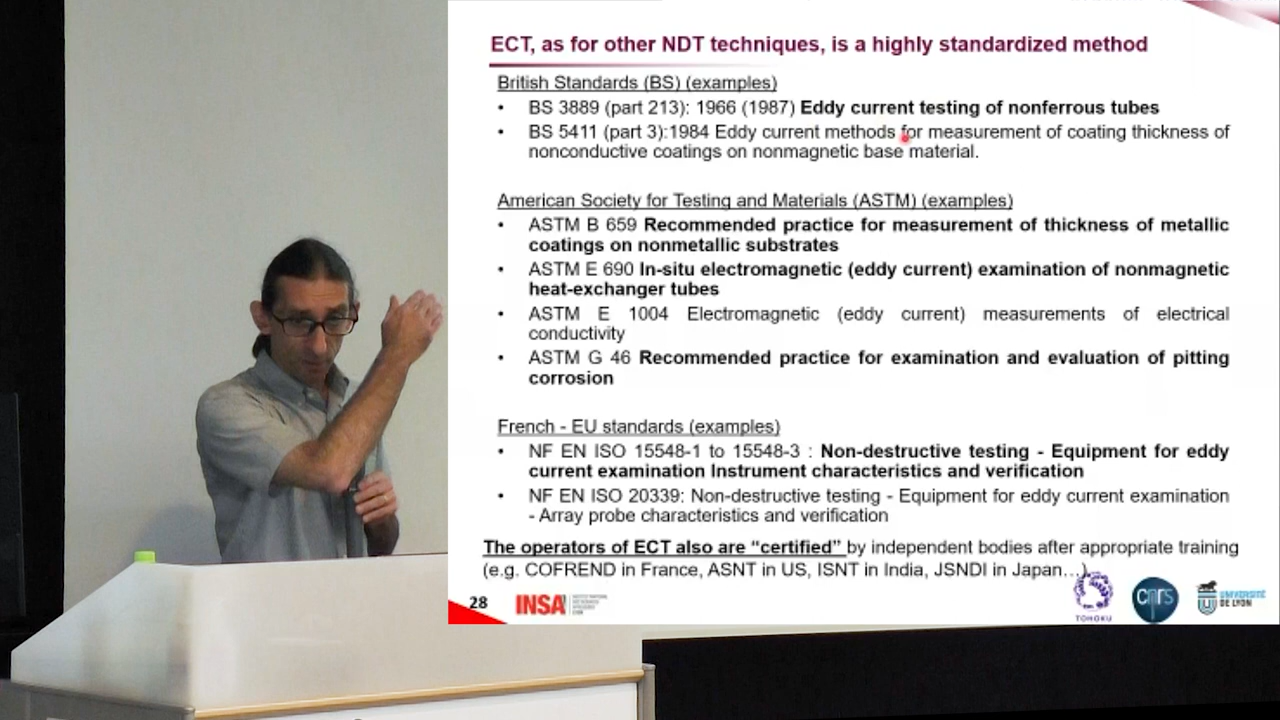 ECT, as for other NDT techniques, is a highly standardized method
British Standards (BS) (examples)
• BS 3889 (part 213): 1966 (1987) Eddy current testing of nonferrous tubes
• BS 5411 (part 3):1984 Eddy current methods for measurement of coating thickness of
nonconductive coatings on nonmagnetic base material.
American Society for Testing and Materials (ASTM) (examples)
• ASTM B 659 Recommended practice for measurement of thickness of metallic
coatings on nonmetallic substrates
• ASTM E 690 In-situ electromagnetic (eddy current) examination of nonmagnetic
heat-exchanger tubes
• ASTM E 1004 Electromagnetic (eddy current) measurements of electrical
conductivity
• ASTM G 46 Recommended practice for examination and evaluation of pitting
corrosion
French - EU standards (examples)
• NF EN ISO 15548-1 to 15548-3 : Non-destructive testing - Equipment for eddy
current examination Instrument characteristics and verification
• NF EN ISO 20339: Non-destructive testing - Equipment for eddy current examination
- Array probe characteristics and verification
The operators of ECT also are “certified” by independent bodies after appropriate training
(e.g. COFREND in France, ASNT in US, ISNT in India, JSNDI in Japan…)
28
INSA
TOHOKU
cnrs
UNIVERSITÉ
DE LYON